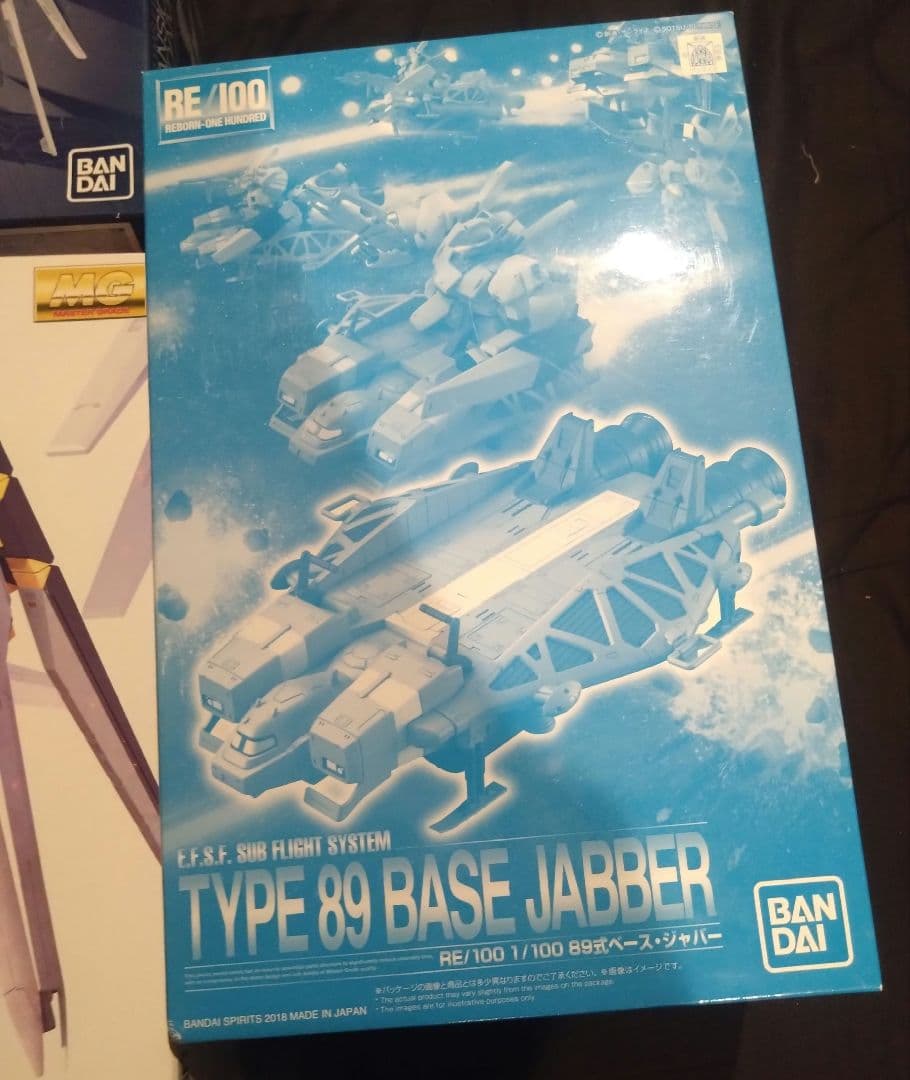 RE/100
REBORN-ONE HUNDRED
BAN
DAI
MG
MASTER GRADE
E.F.S.F. SUB FLIGHT SYSTEM
TYPE 89 BASE JABBER
RE/100 1/100 89式ベース・ジャバー
BAN
DAI
※パッケージの画像と商品とは多少異なりますのでご了承ください。※画像はイメージです。
* The actual product may vary slightly from the images on the package.
* The images are for illustrative purposes only.
BANDAI SPIRITS 2018 MADE IN JAPAN